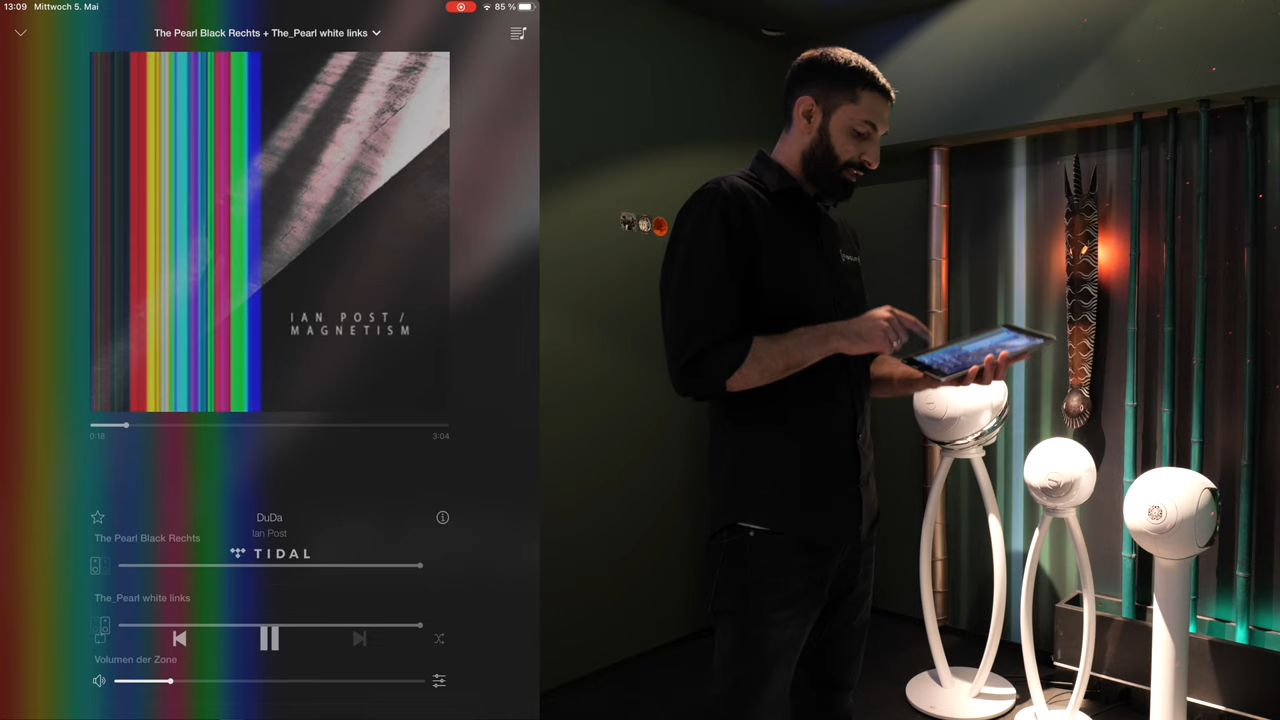 13:09 Mittwoch 5. Mai
85 %
The Pearl Black Rechts + The_Pearl white links
IAN POST /
MAGNETISM
0:18
3:04
DuDa
Ian Post
The Pearl Black Rechts
TIDAL
The_Pearl white links
Volumen der Zone